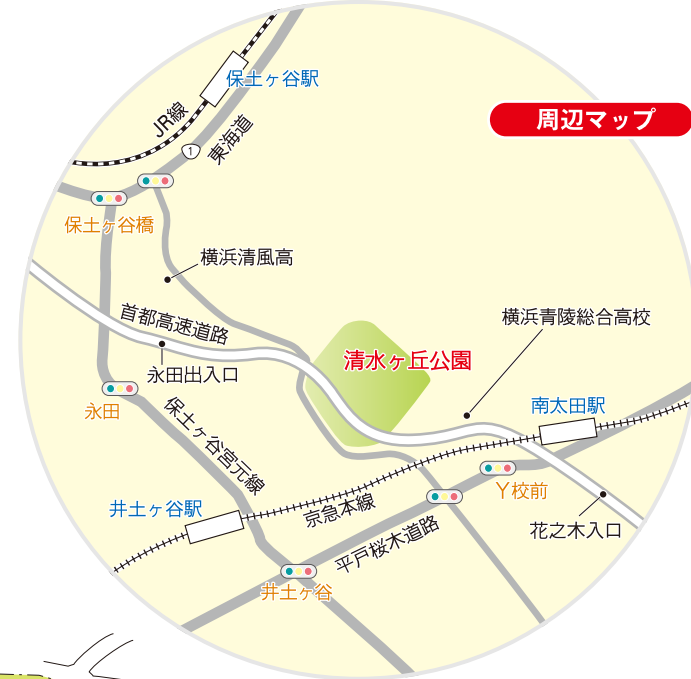 保土ヶ谷駅
周辺マップ
JR線
1
東海道
保土ヶ谷橋
横浜清風高
首都高速道路
横浜青陵総合高校
清水ヶ丘公園
永田出入口
永田
南太田駅
保土ヶ谷宮元線
Y校前
井土ヶ谷駅
京急本線
花之木入口
平戸桜木道路
井土ヶ谷